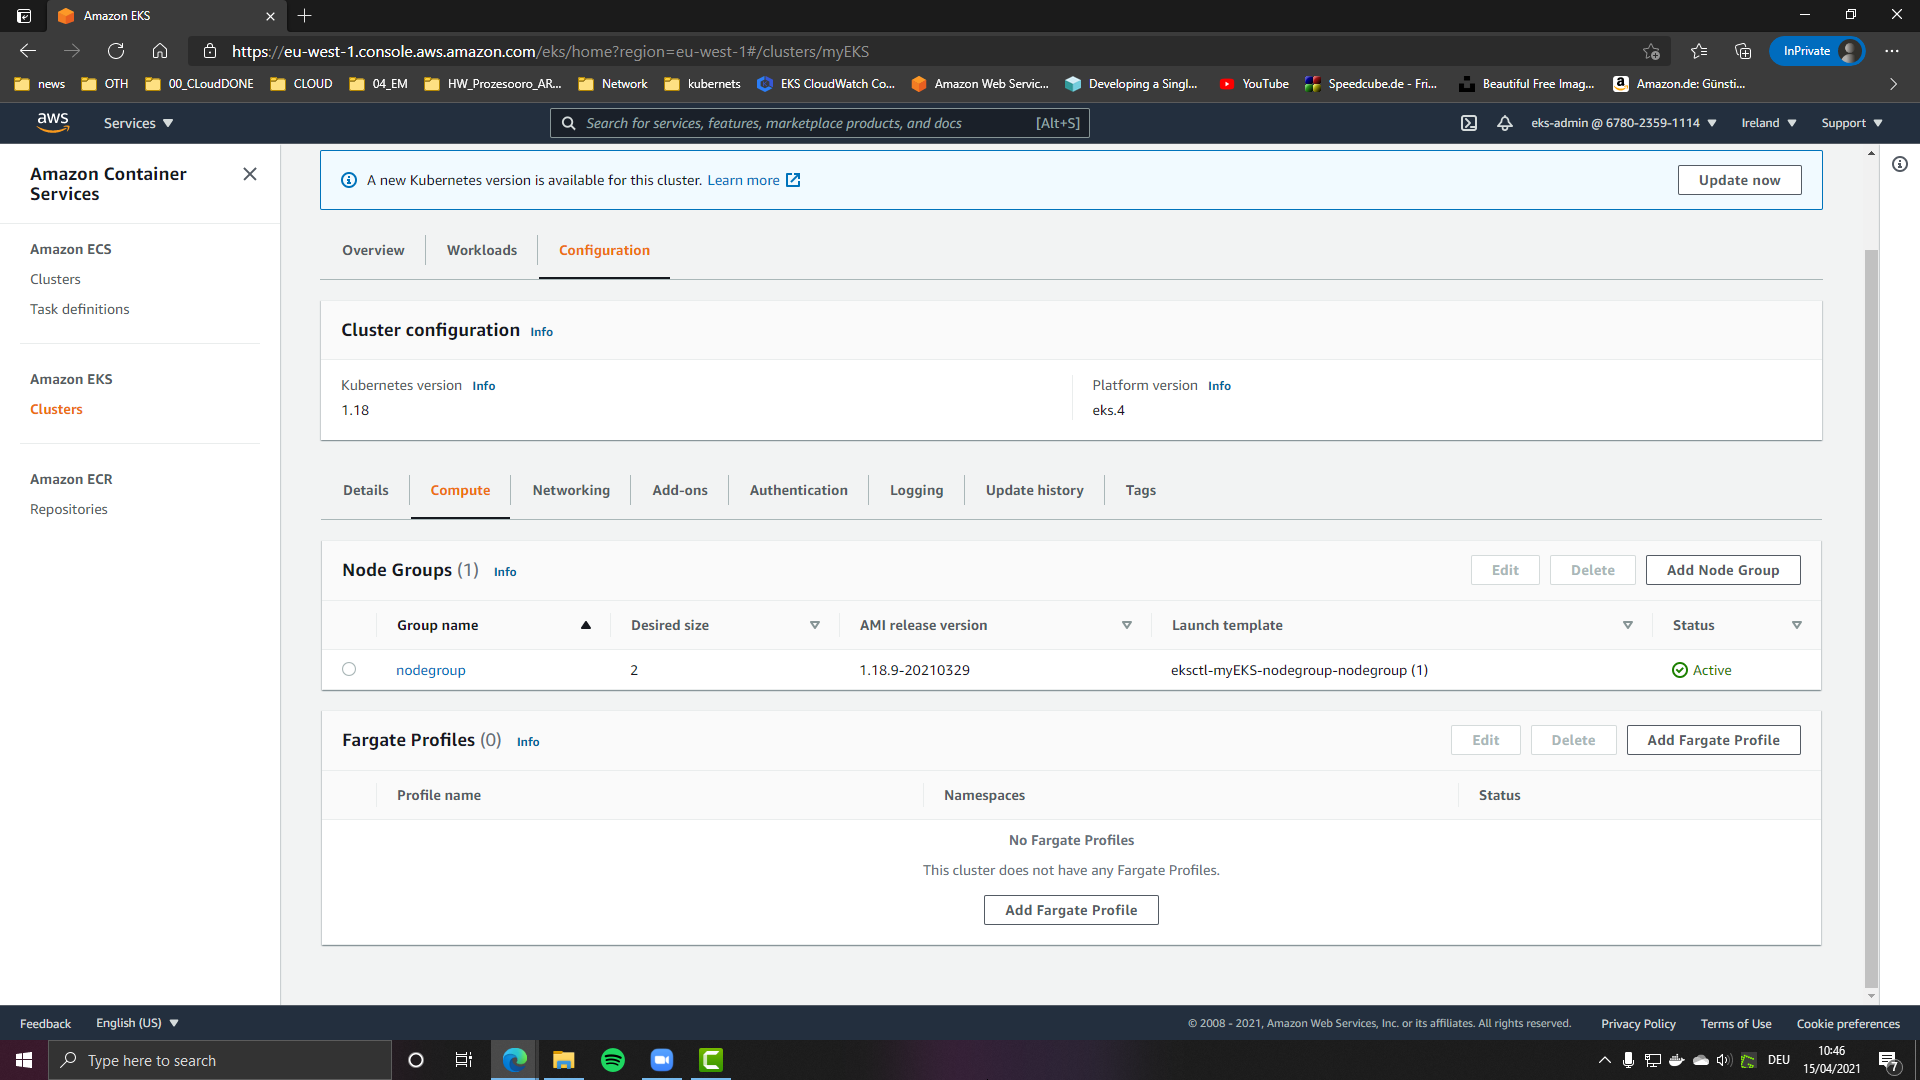 Amazon EKS
https://eu-west-1.console.aws.amazon.com/eks/home?region=eu-west-1#/clusters/myEKS
InPrivate
news
OTH
00_CLoudDONE
CLOUD
04_EM
HW_Prozesooro_AR...
Network
kubernets
EKS CloudWatch Co...
Amazon Web Servic...
Developing a Singl...
YouTube
Speedcube.de - Fri...
Beautiful Free Imag...
Amazon.de: Günsti...
aws
Services
Search for services, features, marketplace products, and docs
[Alt+S]
eks-admin @ 6780-2359-1114
Ireland
Support
Amazon Container
Services
Amazon ECS
Clusters
Task definitions
Amazon EKS
Clusters
Amazon ECR
Repositories
A new Kubernetes version is available for this cluster. Learn more
Update now
Overview
Workloads
Configuration
Cluster configuration Info
Kubernetes version Info
1.18
Platform version Info
eks.4
Details
Compute
Networking
Add-ons
Authentication
Logging
Update history
Tags
Node Groups (1) Info
Edit
Delete
Add Node Group
Group name
Desired size
AMI release version
Launch template
Status
nodegroup
2
1.18.9-20210329
eksctl-myEKS-nodegroup-nodegroup (1)
Active
Fargate Profiles (0) Info
Edit
Delete
Add Fargate Profile
Profile name
Namespaces
Status
No Fargate Profiles
This cluster does not have any Fargate Profiles.
Add Fargate Profile
Feedback
English (US)
© 2008 - 2021, Amazon Web Services, Inc. or its affiliates. All rights reserved.
Privacy Policy
Terms of Use
Cookie preferences
Type here to search
DEU
10:46
15/04/2021
7